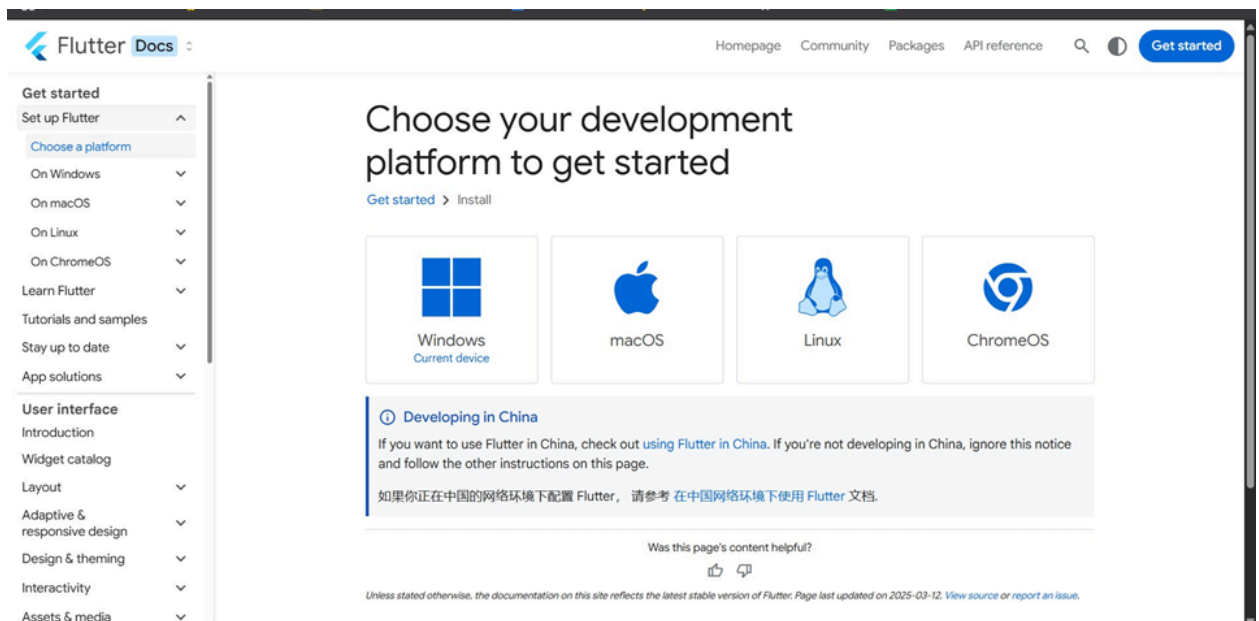 Flutter Docs
Homepage Community Packages API reference Get started
Get started
Set up Flutter
Choose a platform
On Windows
On macOS
On Linux
On ChromeOS
Learn Flutter
Tutorials and samples
Stay up to date
App solutions
User interface
Introduction
Widget catalog
Layout
Adaptive &
responsive design
Design & theming
Interactivity
Assets & media
Choose your development
platform to get started
Get started > Install
Windows
Current device
macOS
Linux
ChromeOS
Developing in China
If you want to use Flutter in China, check out using Flutter in China. If you're not developing in China, ignore this notice
and follow the other instructions on this page.
如果你正在中国的网络环境下配置 Flutter， 请参考 在中国网络环境下使用 Flutter 文档.
Was this page's content helpful?
Unless stated otherwise, the documentation on this site reflects the latest stable version of Flutter. Page last updated on 2025-03-12. View source or report an issue.